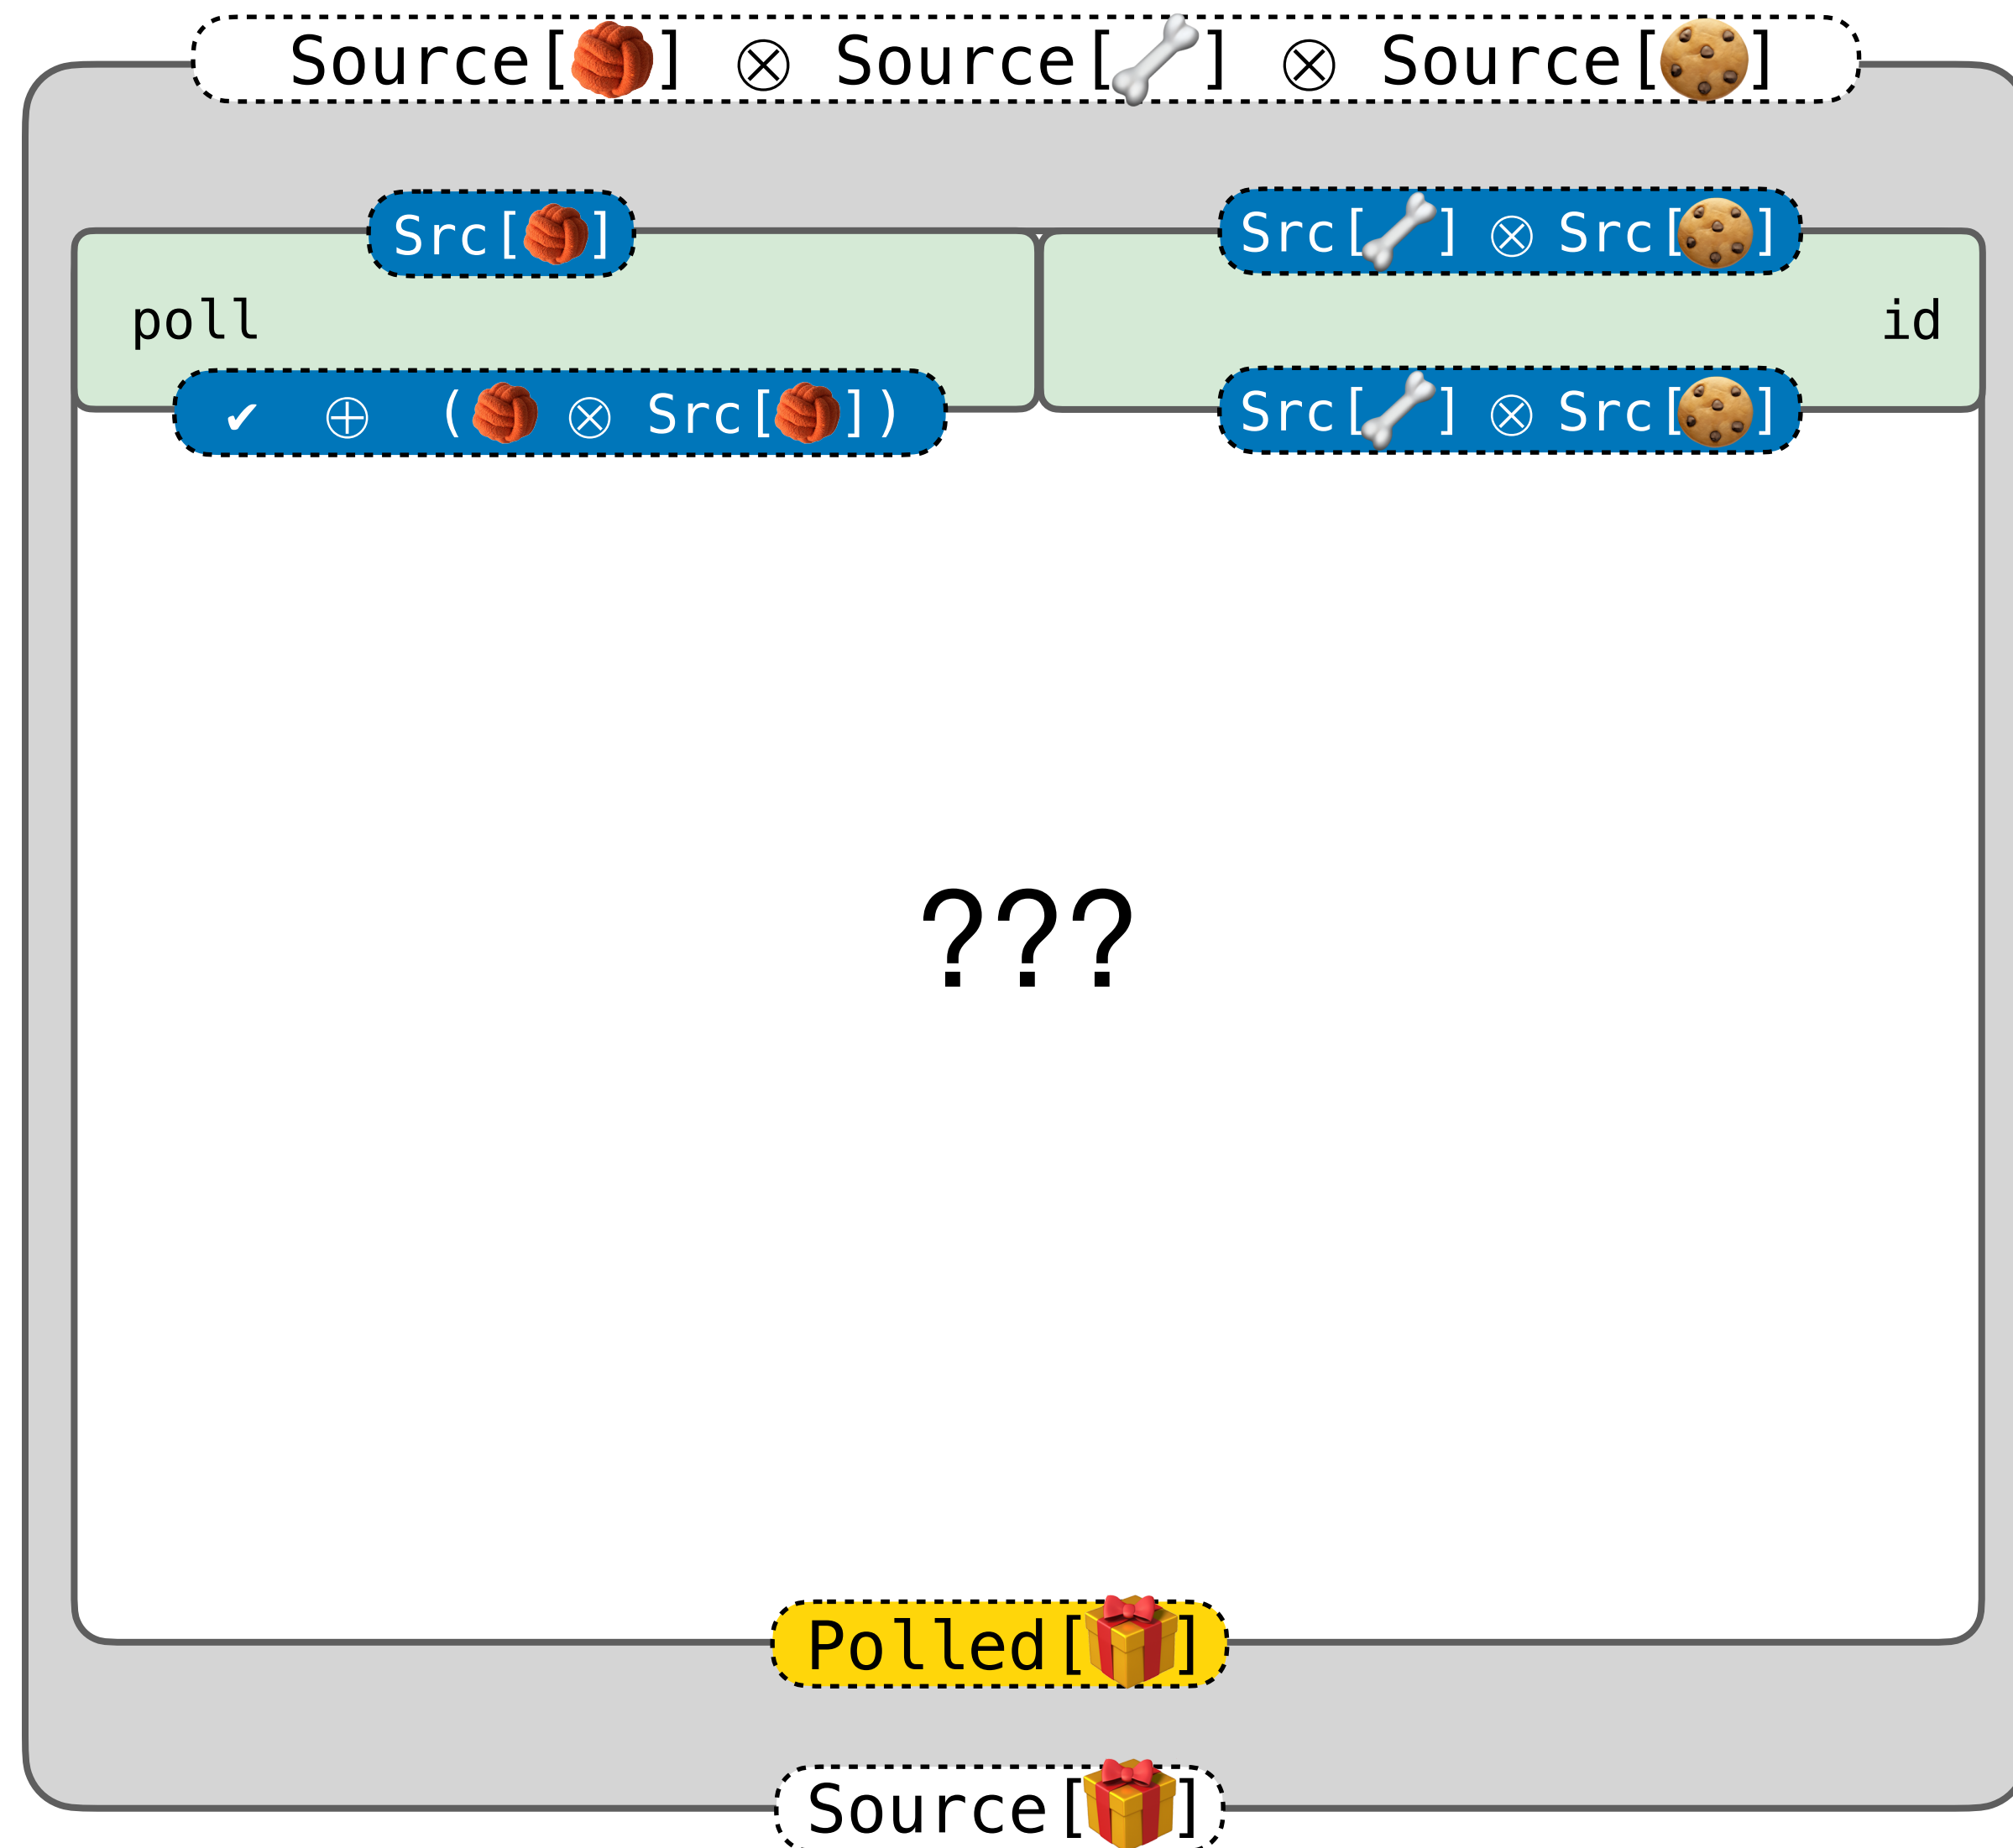 Source[🧶] ⊗ Source[🦴] ⊗ Source[🍪]
Src[🧶] Src[🦴] ⊗ Src[🍪]
poll id
✔ ⊕ (🧶 ⊗ Src[🧶]) Src[🦴] ⊗ Src[🍪]
???
Polled[🎁]
Source[🎁]